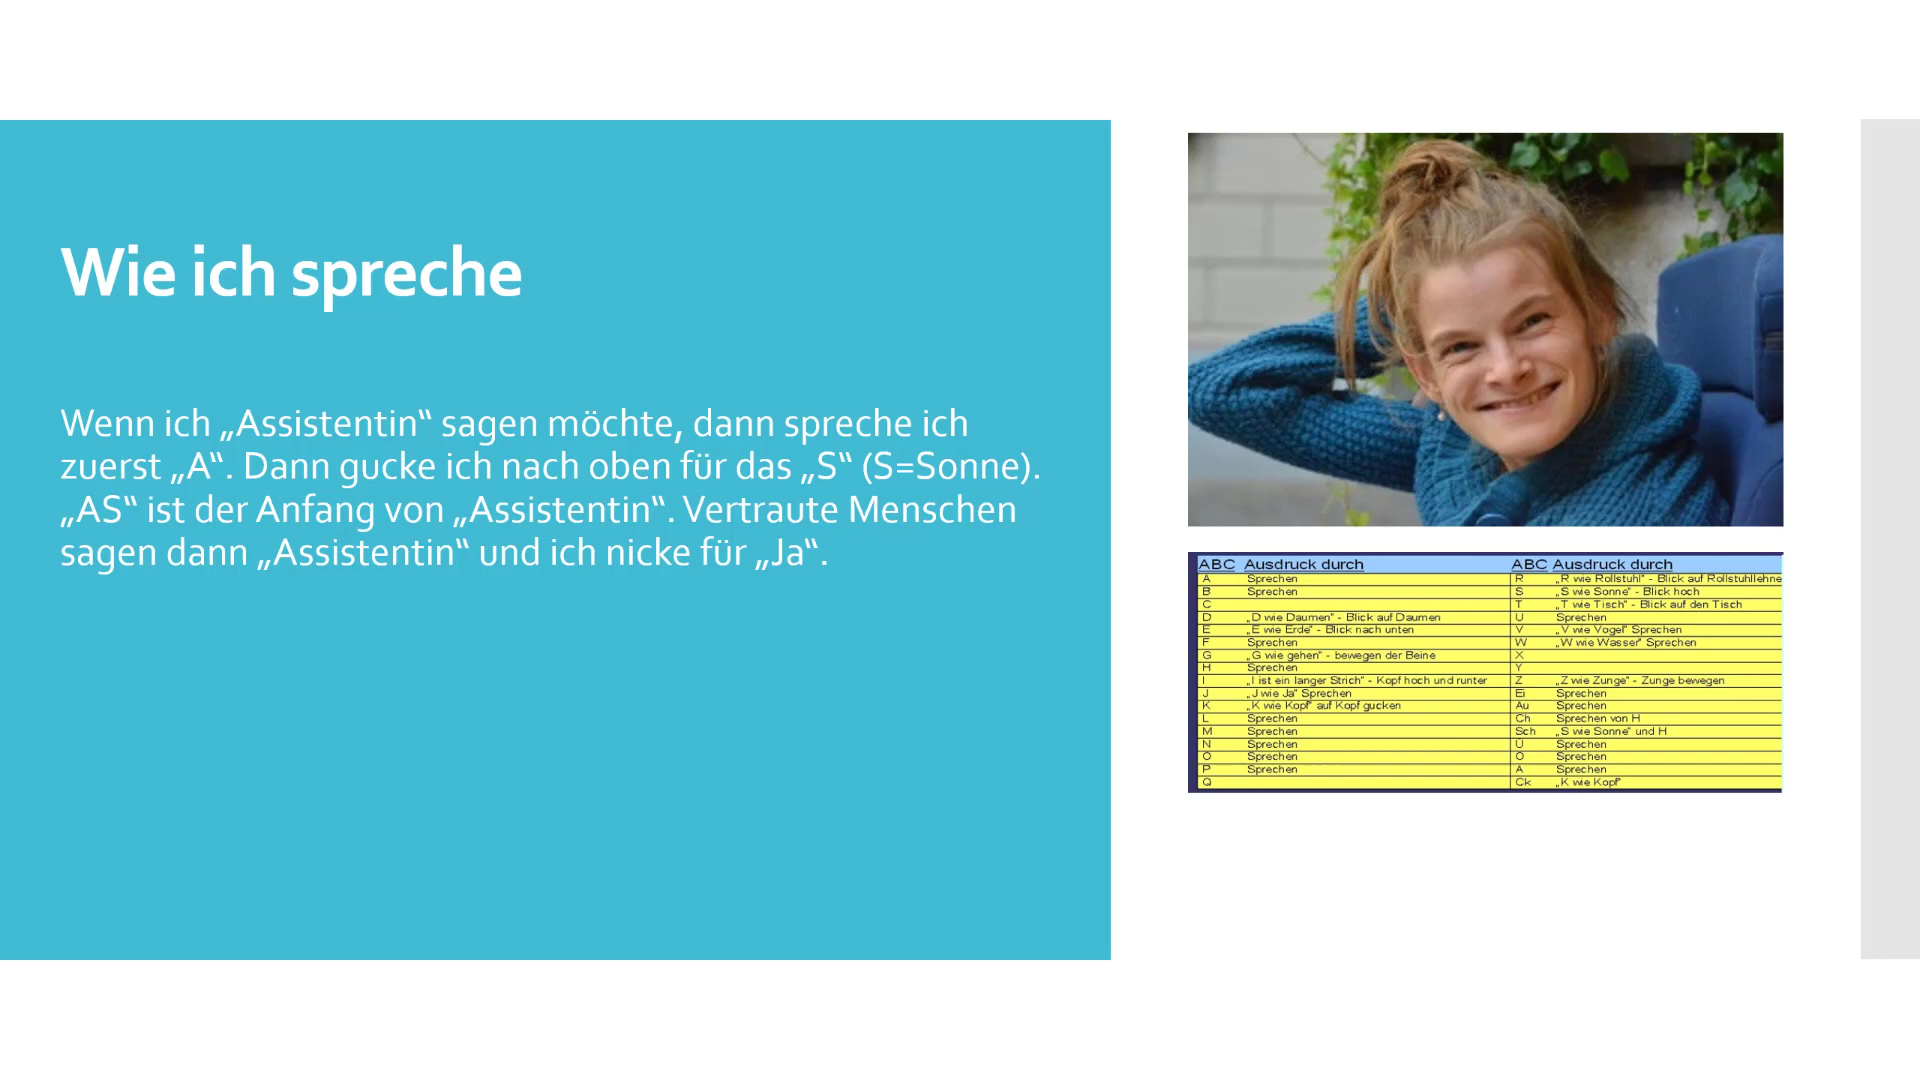 Wie ich spreche
Wenn ich „Assistentin“ sagen möchte, dann spreche ich
zuerst „A“. Dann gucke ich nach oben für das „S“ (S=Sonne).
„AS“ ist der Anfang von „Assistentin“. Vertraute Menschen
sagen dann „Assistentin“ und ich nicke für „Ja“.
ABC Ausdruck durch ABC Ausdruck durch
A Sprechen R „R wie Rollstuhl“ - Blick auf Rollstuhllehne
B Sprechen S „S wie Sonne“ - Blick hoch
C T „T wie Tisch“ - Blick auf den Tisch
D „D wie Daumen“ - Blick auf Daumen U Sprechen
E „E wie Erde“ - Blick nach unten V „V wie Vogel“ Sprechen
F Sprechen W „W wie Wasser“ Sprechen
G „G wie gehen“ - bewegen der Beine X
H Sprechen Y
I „I ist ein langer Strich“ - Kopf hoch und runter Z „Z wie Zunge“ - Zunge bewegen
J „J wie Ja“ Sprechen Ei Sprechen
K „K wie Kopf“ auf Kopf gucken Au Sprechen
L Sprechen Ch Sprechen von H
M Sprechen Sch „S wie Sonne“ und H
N Sprechen Sprechen
O Sprechen Sprechen
P Sprechen Sprechen
Q Ck „K wie Kopf“